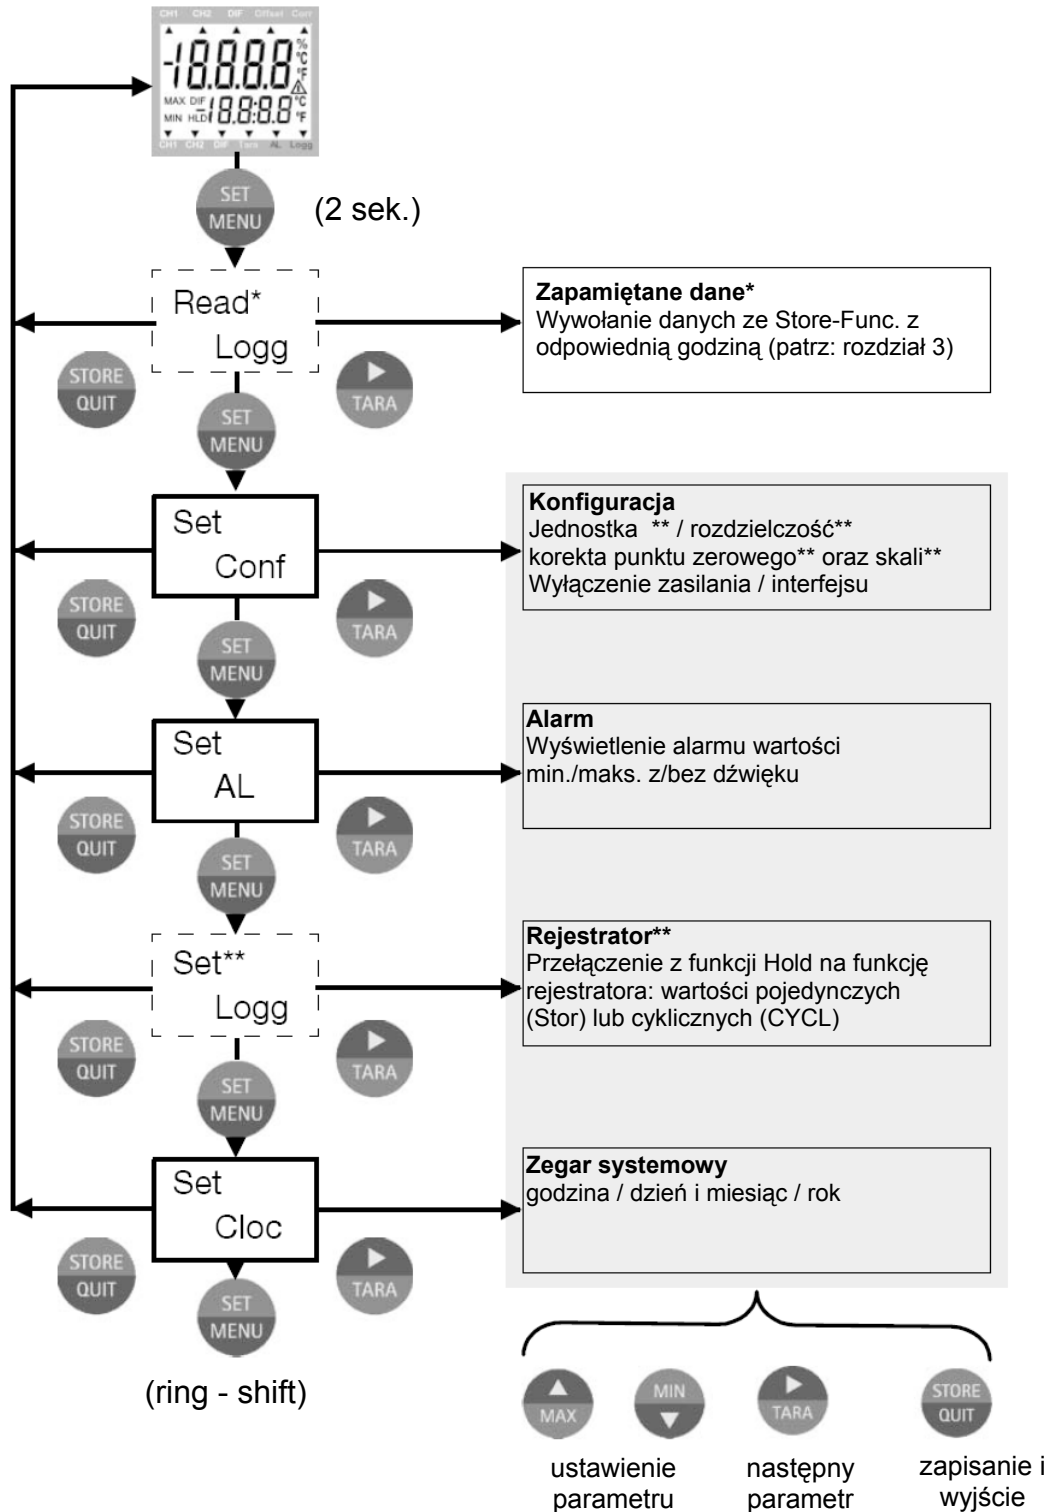 CH1 CH2 DIF Offset Corr
-18.8.8.8 % °C °F
MAX DIF
MIN HLD -18.8:8.8 °C °F
CH1 CH2 DIF Tara AL Logg
SET
MENU
(2 sek.)
Read*
Logg
Zapamiętane dane*
Wywołanie danych ze Store-Func. z
odpowiednią godziną (patrz: rozdział 3)
STORE
QUIT
SET
MENU
TARA
Set
Conf
Konfiguracja
Jednostka ** / rozdzielczość**
korekta punktu zerowego** oraz skali**
Wyłączenie zasilania / interfejsu
STORE
QUIT
SET
MENU
TARA
Set
AL
Alarm
Wyświetlenie alarmu wartości
min./maks. z/bez dźwięku
STORE
QUIT
SET
MENU
TARA
Set**
Logg
Rejestrator**
Przełączenie z funkcji Hold na funkcję
rejestratora: wartości pojedynczych
(Stor) lub cyklicznych (CYCL)
STORE
QUIT
SET
MENU
TARA
Set
Cloc
Zegar systemowy
godzina / dzień i miesiąc / rok
STORE
QUIT
SET
MENU
TARA
(ring - shift)
MAX
MIN
TARA
STORE
QUIT
ustawienie
parametru
następny
parametr
zapisanie i
wyjście